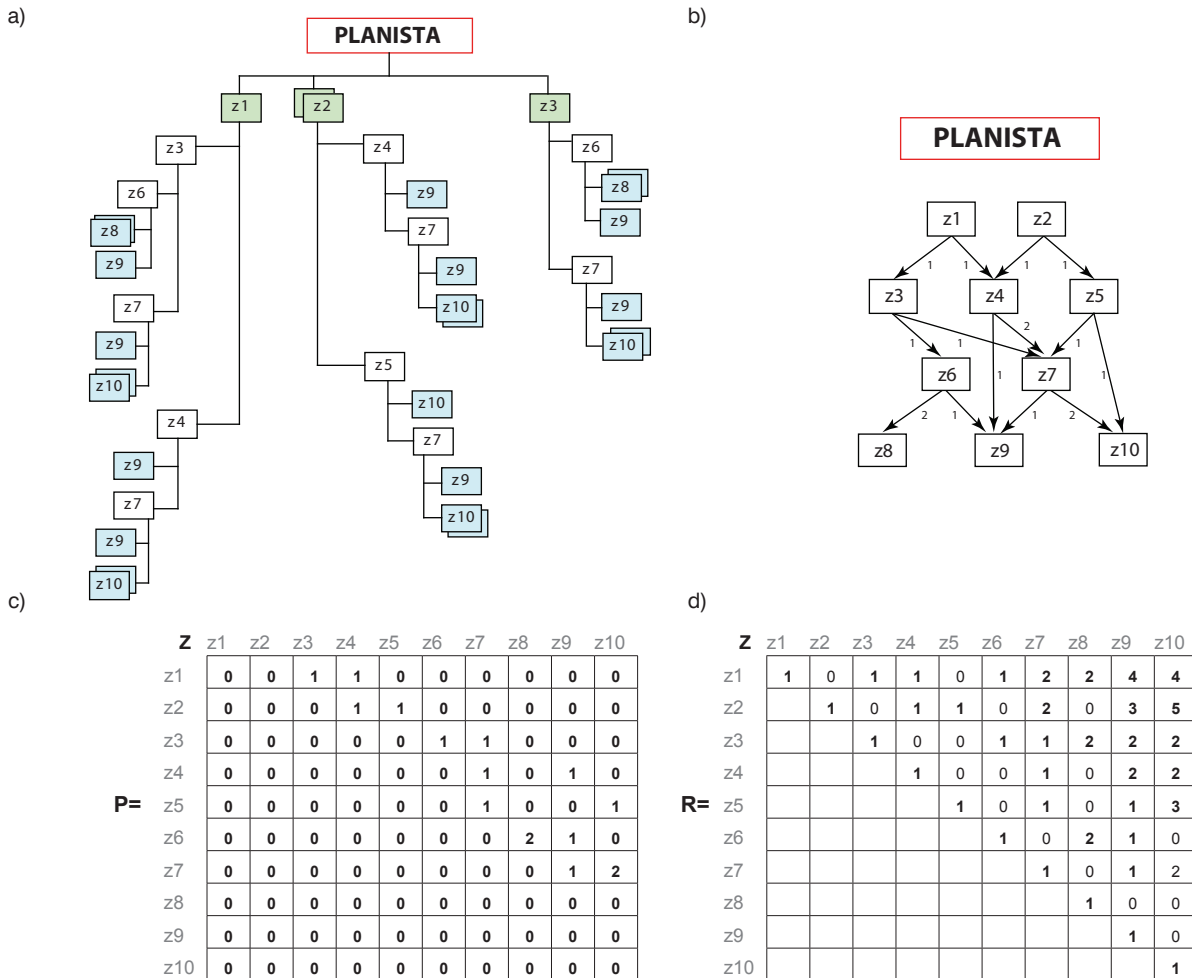 a)
PLANISTA
z1
z2
z3
z3
z4
z6
z6
z9
z8
z8
z9
z7
z9
z7
z9
z7
z10
z9
z9
z10
z10
z5
z10
z4
z7
z9
z9
z7
z10
z9
z10
b)
PLANISTA
z1 z2
1 1 1 1
z3 z4 z5
2
1 1 1
1 1
z6 z7
2 1 1 2
z8 z9 z10
c)
Z z1 z2 z3 z4 z5 z6 z7 z8 z9 z10
z1 0 0 1 1 0 0 0 0 0 0
z2 0 0 0 1 1 0 0 0 0 0
z3 0 0 0 0 0 1 1 0 0 0
z4 0 0 0 0 0 0 1 0 1 0
P= z5 0 0 0 0 0 0 1 0 0 1
z6 0 0 0 0 0 0 0 2 1 0
z7 0 0 0 0 0 0 0 0 1 2
z8 0 0 0 0 0 0 0 0 0 0
z9 0 0 0 0 0 0 0 0 0 0
z10 0 0 0 0 0 0 0 0 0 0
d)
Z z1 z2 z3 z4 z5 z6 z7 z8 z9 z10
z1 1 0 1 1 0 1 2 2 4 4
z2 1 0 1 1 0 2 0 3 5
z3 1 0 0 1 1 2 2 2
z4 1 0 0 1 0 2 2
R= z5 1 0 1 0 1 3
z6 1 0 2 1 0
z7 1 0 1 2
z8 1 0 0
z9 1 0
z10 1